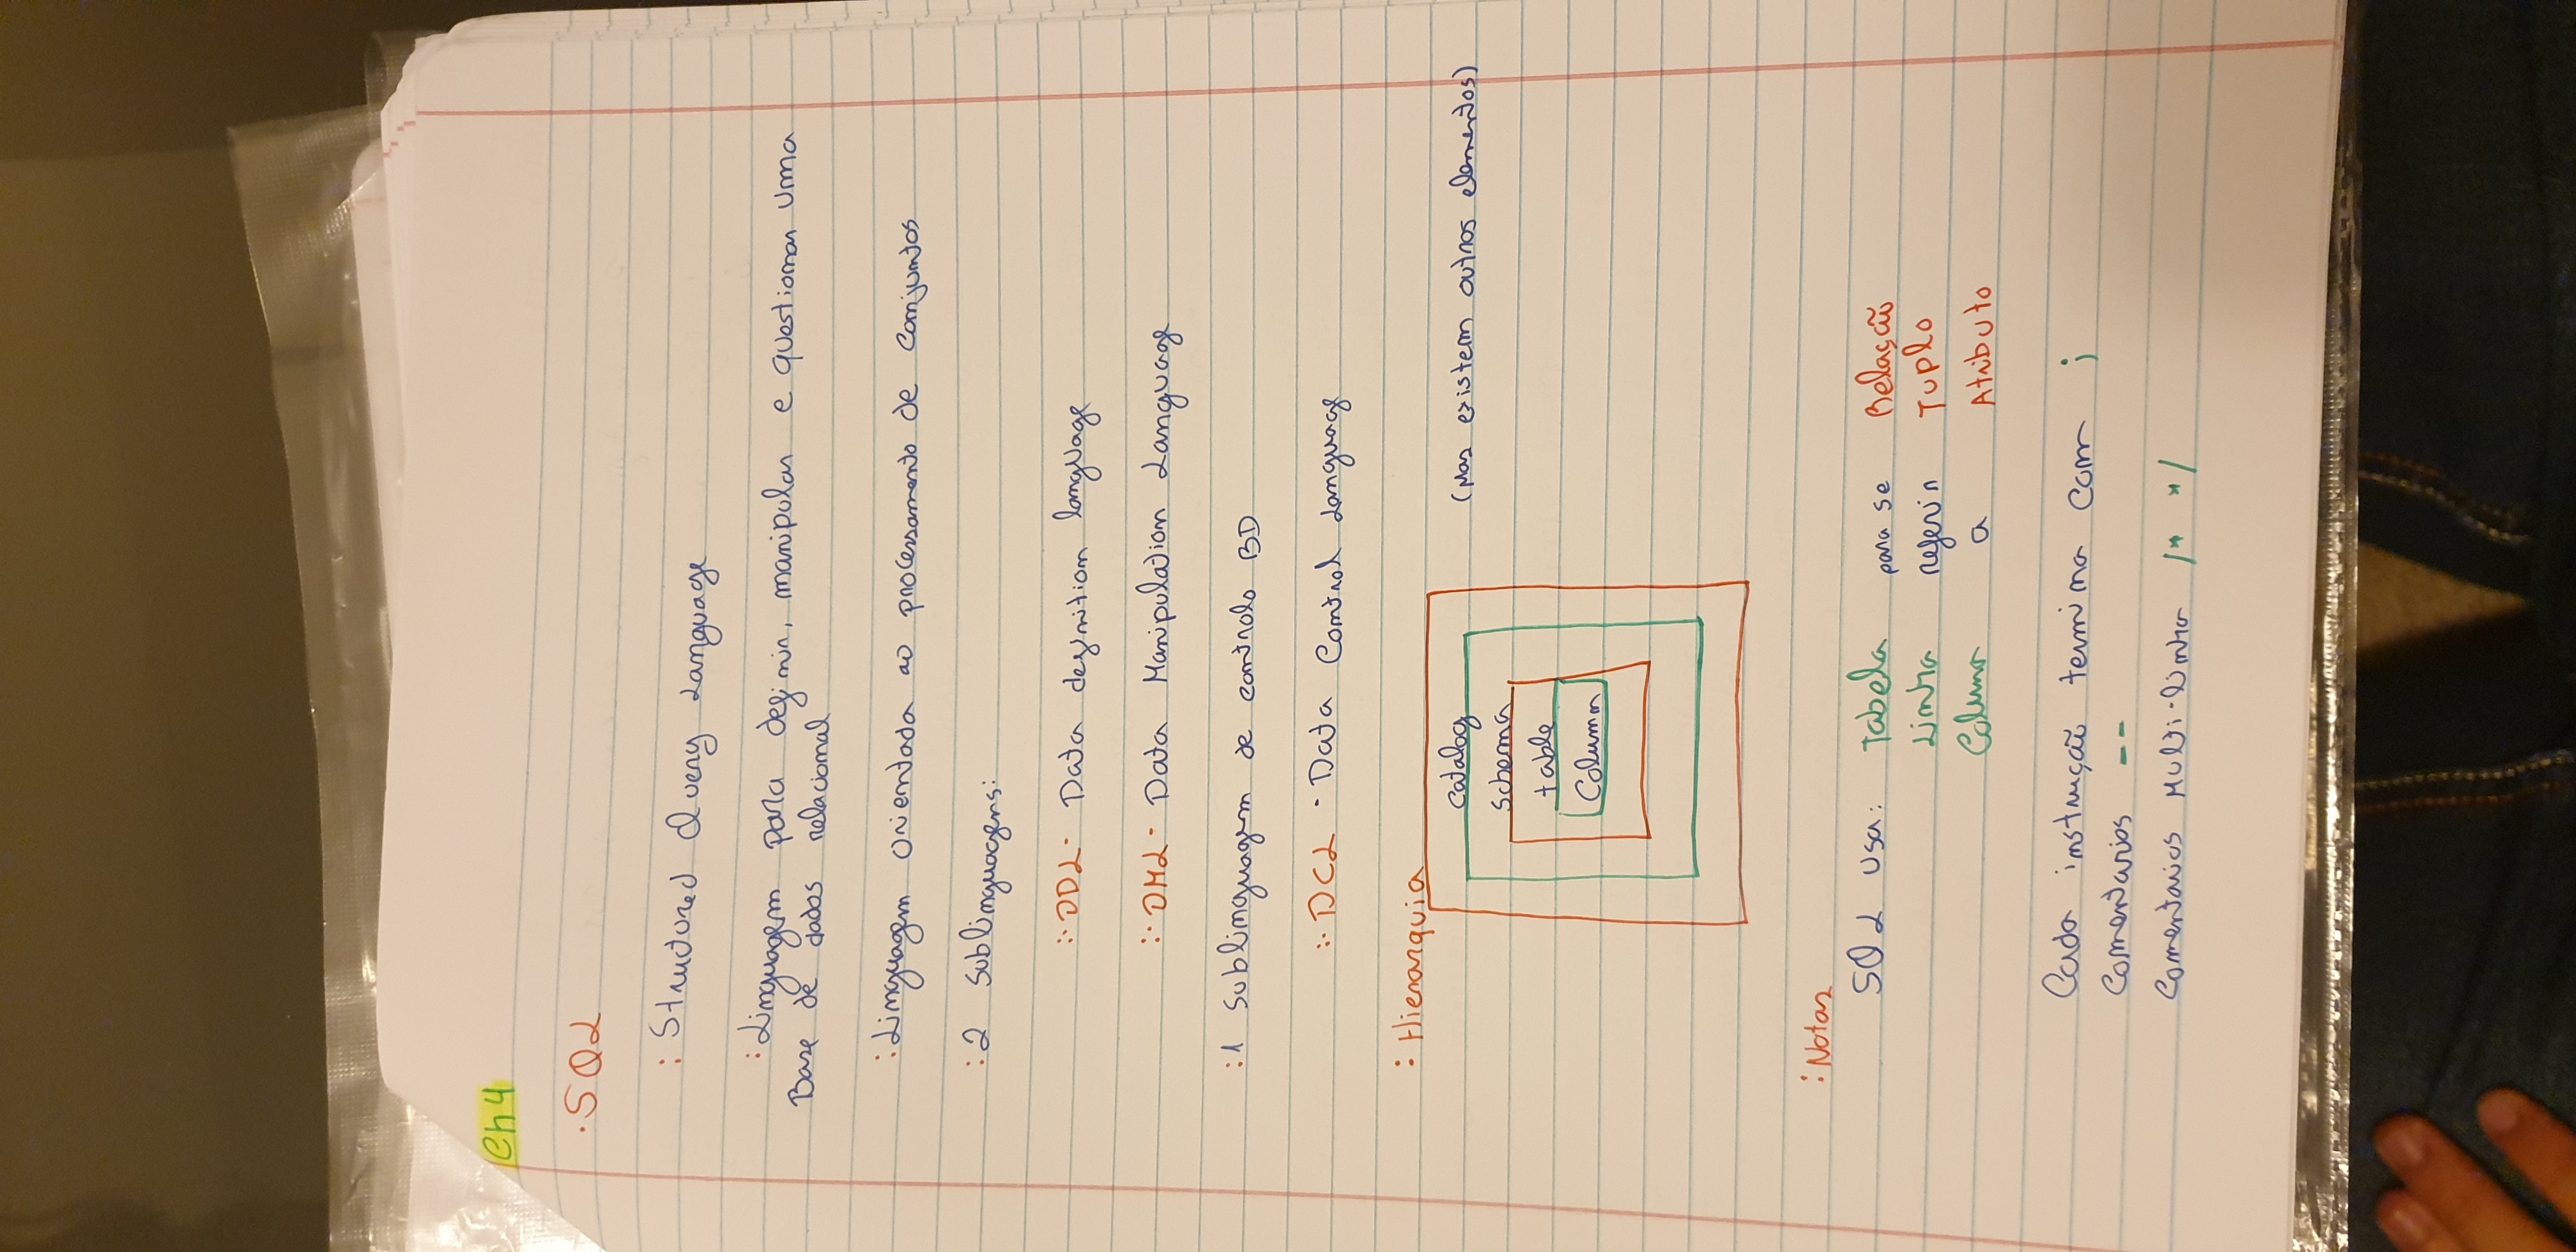 Ch 4
· SQL
: Structured Query Language
: Linguagem para definir, manipular e questionar uma
Base de dados relacional
: Linguagem orientada ao processamento de conjuntos
: 2 Sublinguagens:
:· DDL · Data definition language
:· DML · Data Manipulation Language
: 1 Sublinguagem de controlo BD
:· DCL · Data Control Language
: Hierarquia
catalog (Mas existem outros elementos)
schema
table
Column
: Notas
SQL usa: Tabela para se Relação
Linha referir Tuplo
Coluna a Atributo
Cada instrução termina com ;
Comentarios --
Comentarios Multi-linha /* */